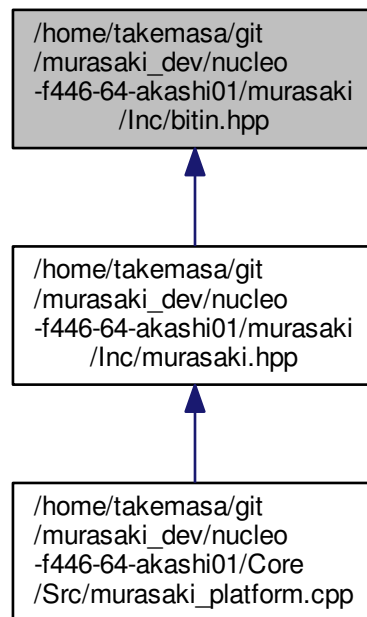 /home/takemasa/git
/murasaki_dev/nucleo
-f446-64-akashi01/murasaki
/Inc/bitin.hpp
/home/takemasa/git
/murasaki_dev/nucleo
-f446-64-akashi01/murasaki
/Inc/murasaki.hpp
/home/takemasa/git
/murasaki_dev/nucleo
-f446-64-akashi01/Core
/Src/murasaki_platform.cpp